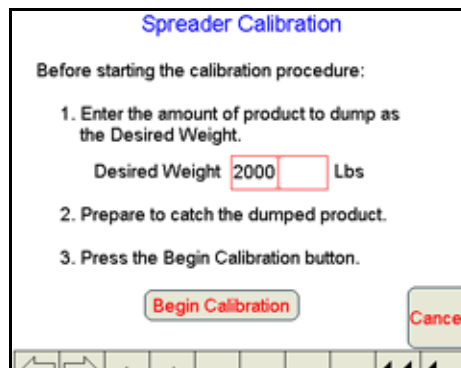 Spreader Calibration
Before starting the calibration procedure:
1. Enter the amount of product to dump as
the Desired Weight.
Desired Weight 2000 Lbs
2. Prepare to catch the dumped product.
3. Press the Begin Calibration button.
Begin Calibration
Cance